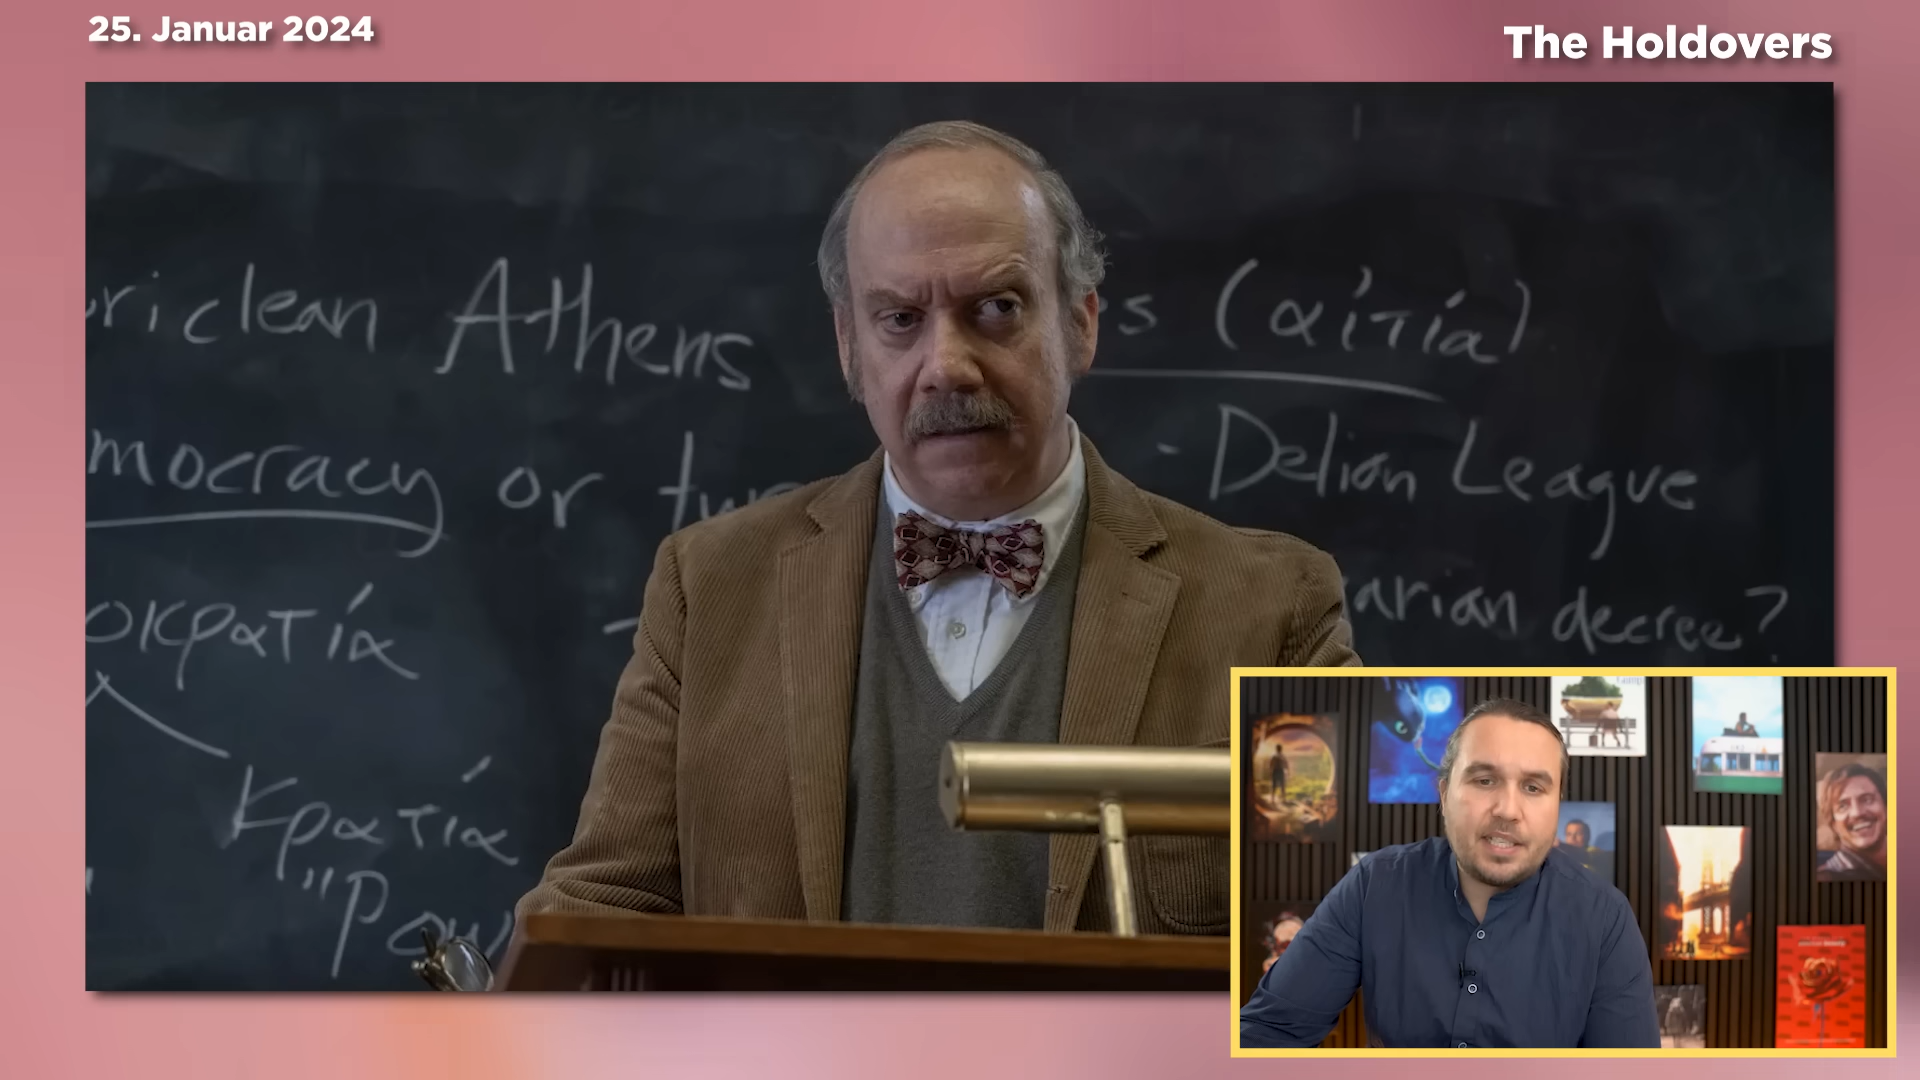 25. Januar 2024
The Holdovers
riclean Athens
s (αἰτία)
mocracy or
- Delian League
arian decree?
οκρατία
κρατία
"pow